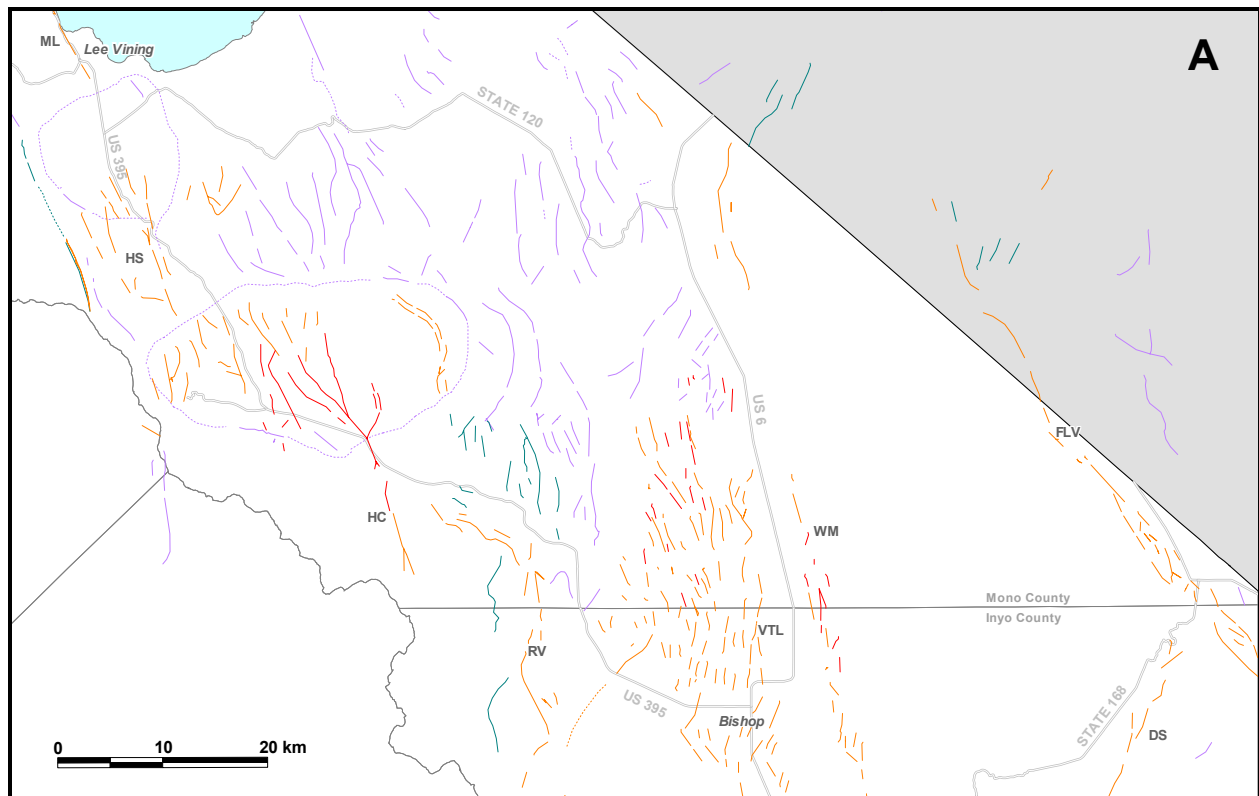 A
ML
Lee Vining
STATE 120
US 395
HS
US 6
FLV
HC
WM
Mono County
Inyo County
VTL
RV
US 395
STATE 168
Bishop
DS
0 10 20 km